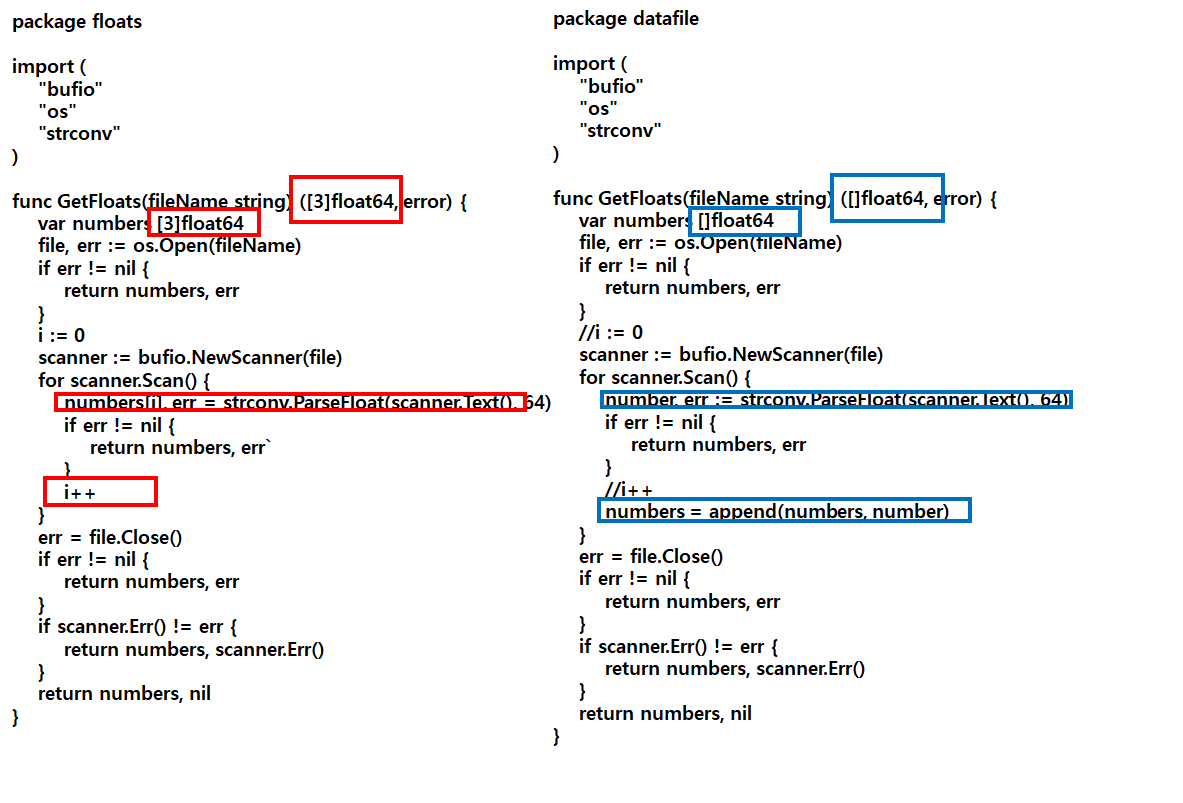 package floats

import (
"bufio"
"os"
"strconv"
)

func GetFloats(fileName string) ([3]float64, error) {
var numbers [3]float64
file, err := os.Open(fileName)
if err != nil {
return numbers, err
}
i := 0
scanner := bufio.NewScanner(file)
for scanner.Scan() {
numbers[i], err = strconv.ParseFloat(scanner.Text(), 64)
if err != nil {
return numbers, err`
}
i++
}
err = file.Close()
if err != nil {
return numbers, err
}
if scanner.Err() != err {
return numbers, scanner.Err()
}
return numbers, nil
}

package datafile

import (
"bufio"
"os"
"strconv"
)

func GetFloats(fileName string) ([]float64, error) {
var numbers []float64
file, err := os.Open(fileName)
if err != nil {
return numbers, err
}
//i := 0
scanner := bufio.NewScanner(file)
for scanner.Scan() {
number, err := strconv.ParseFloat(scanner.Text(), 64)
if err != nil {
return numbers, err
}
//i++
numbers = append(numbers, number)
}
err = file.Close()
if err != nil {
return numbers, err
}
if scanner.Err() != err {
return numbers, scanner.Err()
}
return numbers, nil
}